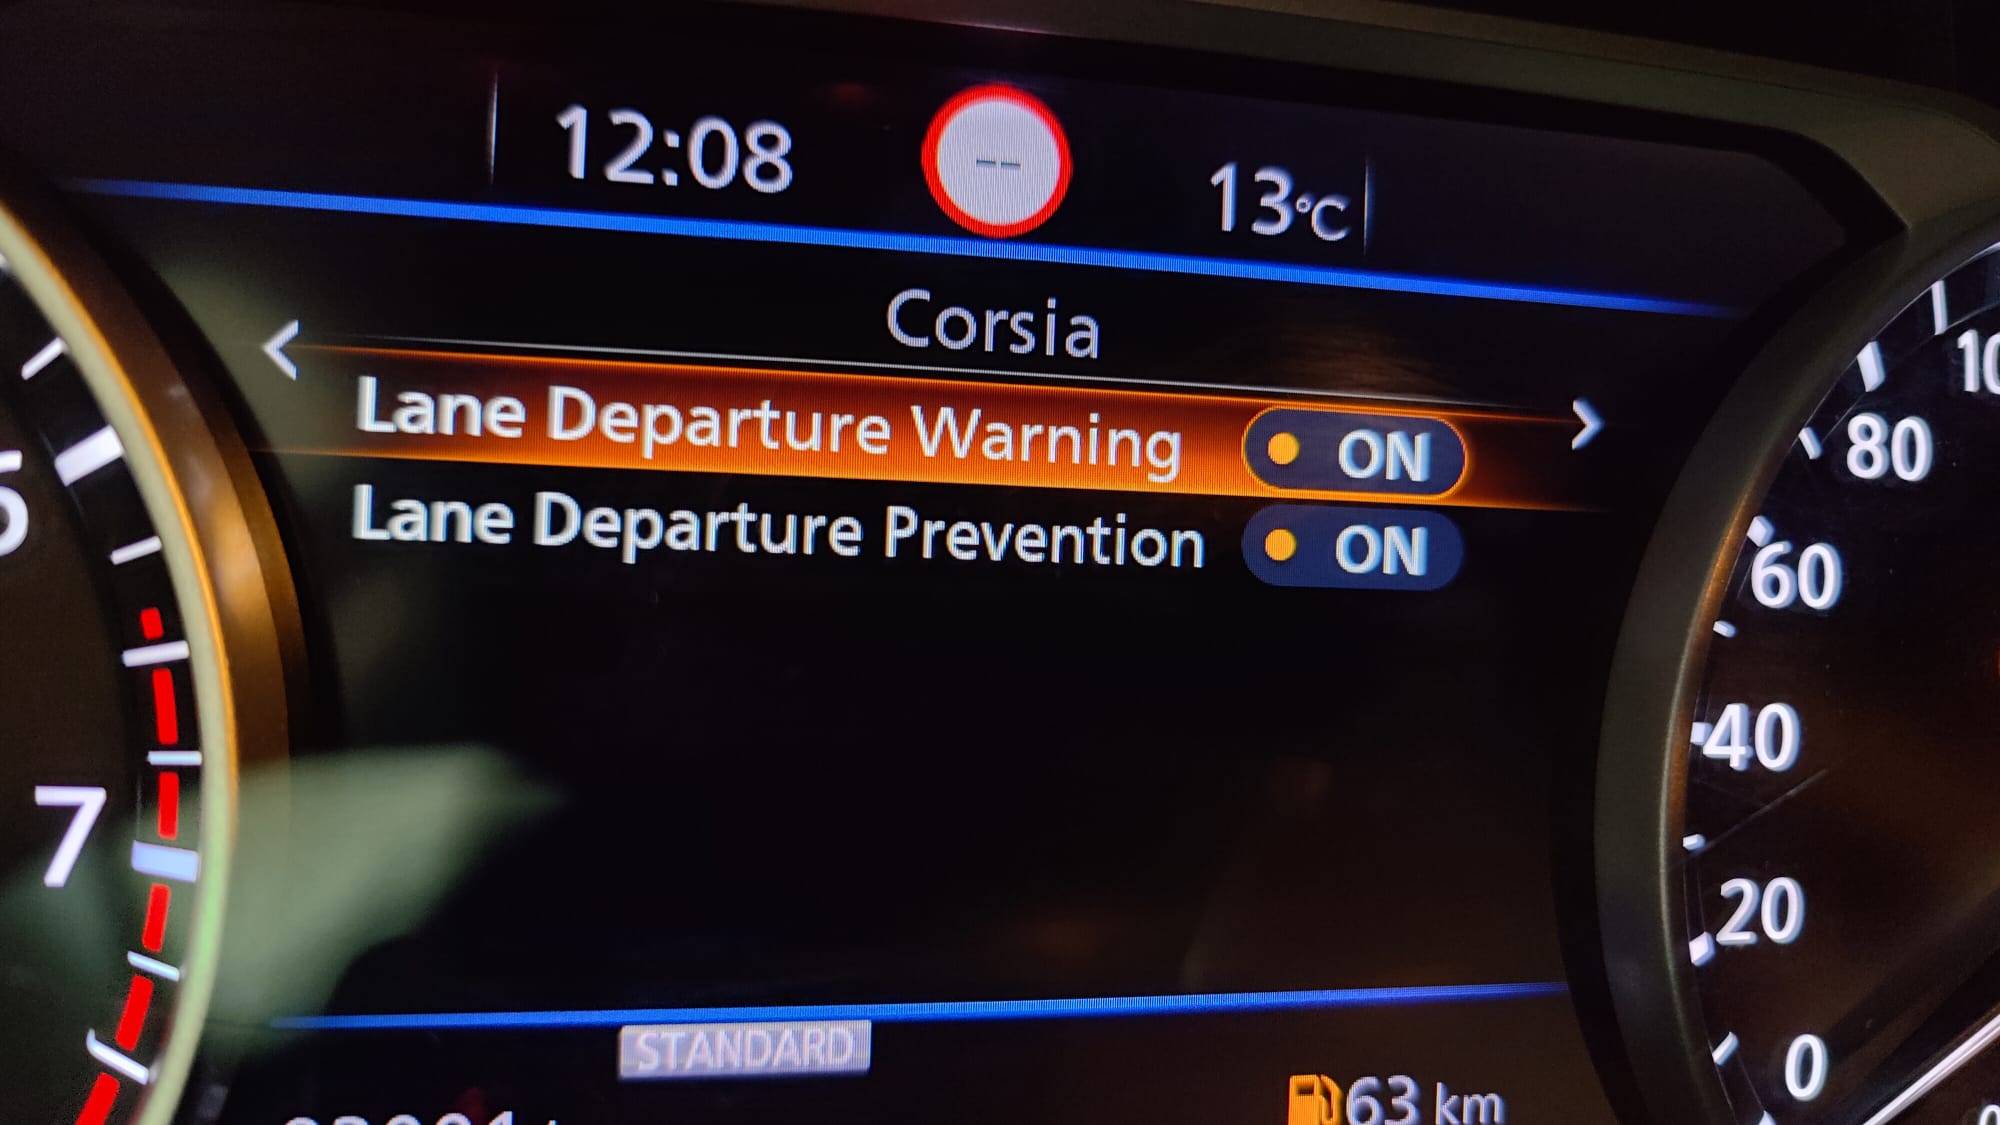 12:08 -- 13°C
Corsia
Lane Departure Warning ON
Lane Departure Prevention ON
STANDARD
63 km
7
10
80
60
40
20
0